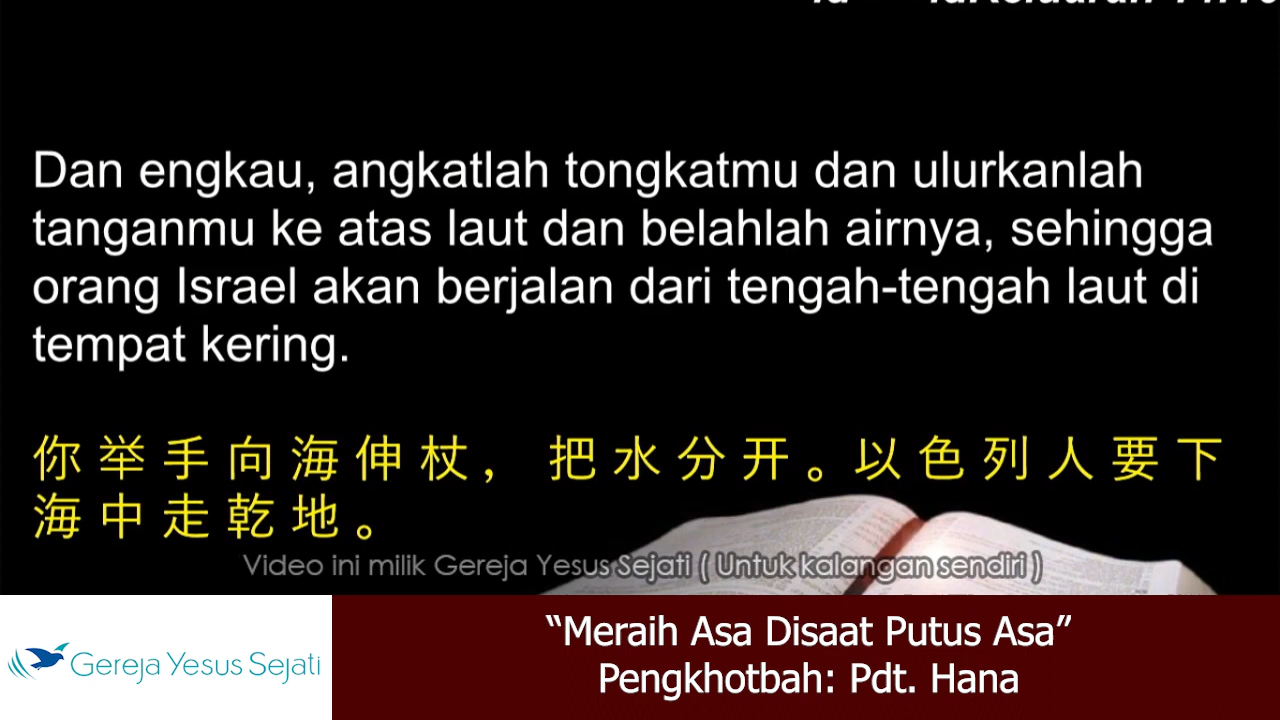 Dan engkau, angkatlah tongkatmu dan ulurkanlah
tanganmu ke atas laut dan belahlah airnya, sehingga
orang Israel akan berjalan dari tengah-tengah laut di
tempat kering.
你举手向海伸杖，把水分开。以色列人要下
海中走乾地。
Video ini milik Gereja Yesus Sejati ( Untuk kalangan sendiri )
Gereja Yesus Sejati
“Meraih Asa Disaat Putus Asa”
Pengkhotbah: Pdt. Hana